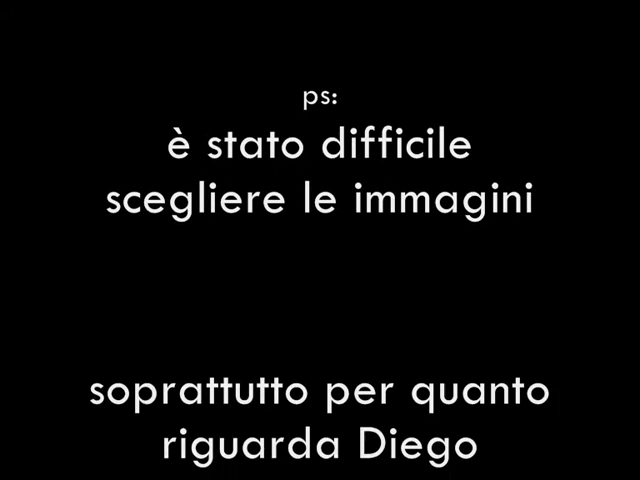 ps:
è stato difficile
scegliere le immagini
soprattutto per quanto
riguarda Diego